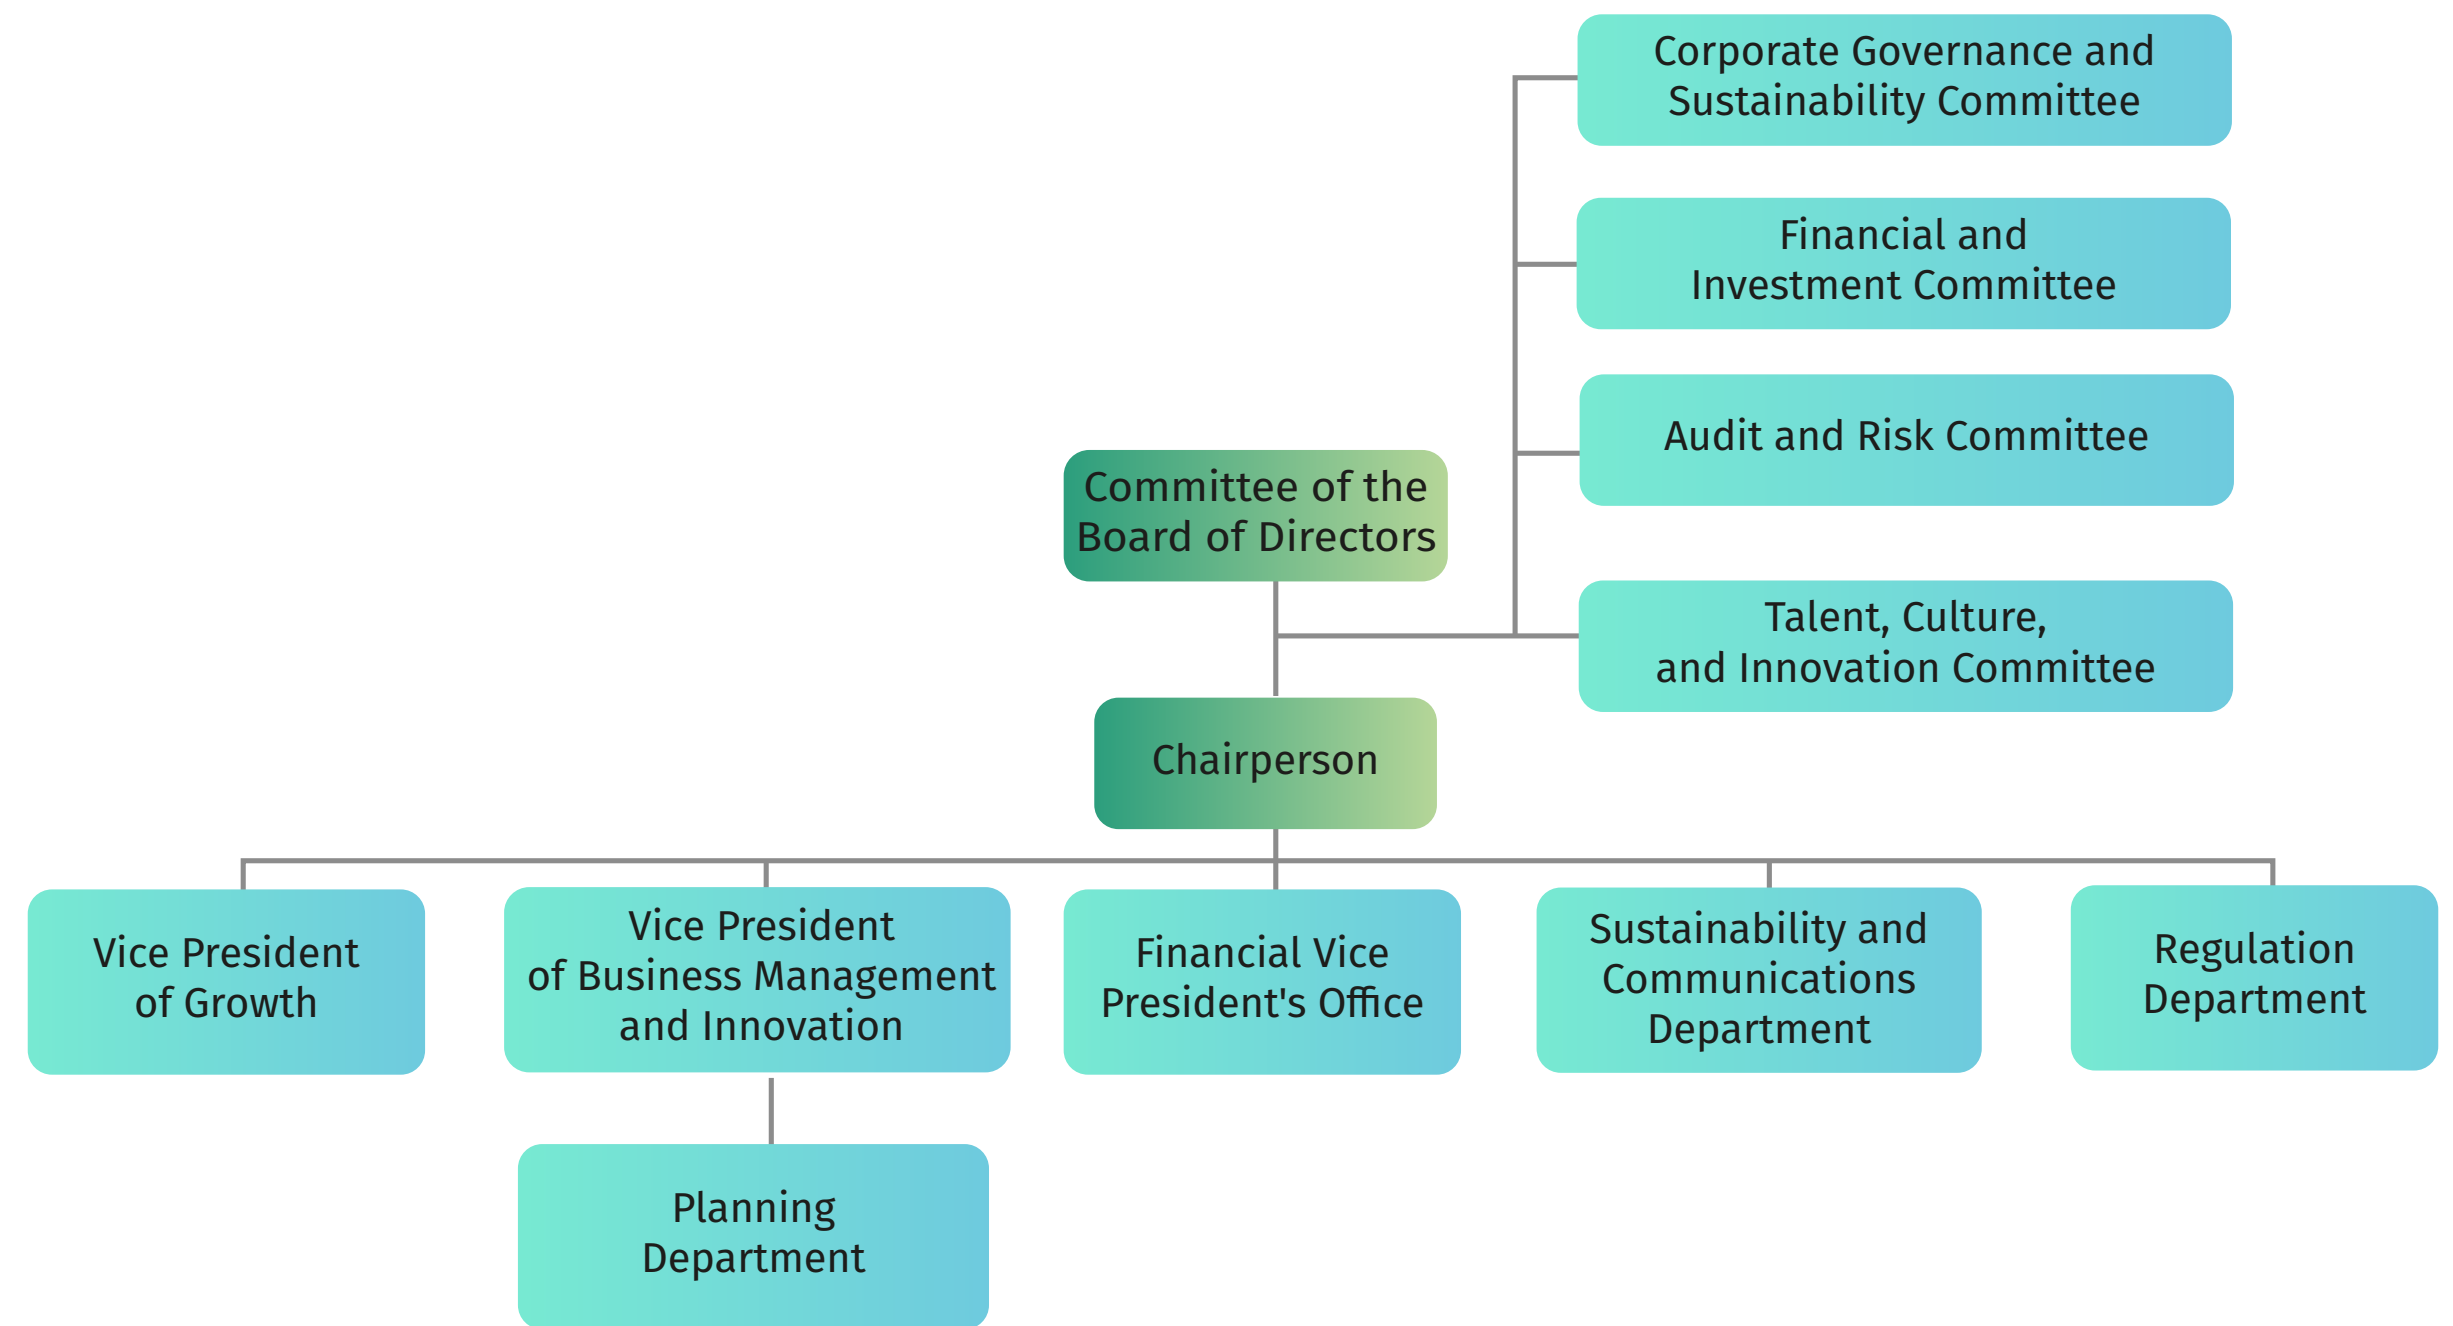 Corporate Governance and
Sustainability Committee
Financial and
Investment Committee
Audit and Risk Committee
Committee of the
Board of Directors
Talent, Culture,
and Innovation Committee
Chairperson
Vice President
of Growth
Vice President
of Business Management
and Innovation
Financial Vice
President's Office
Sustainability and
Communications
Department
Regulation
Department
Planning
Department